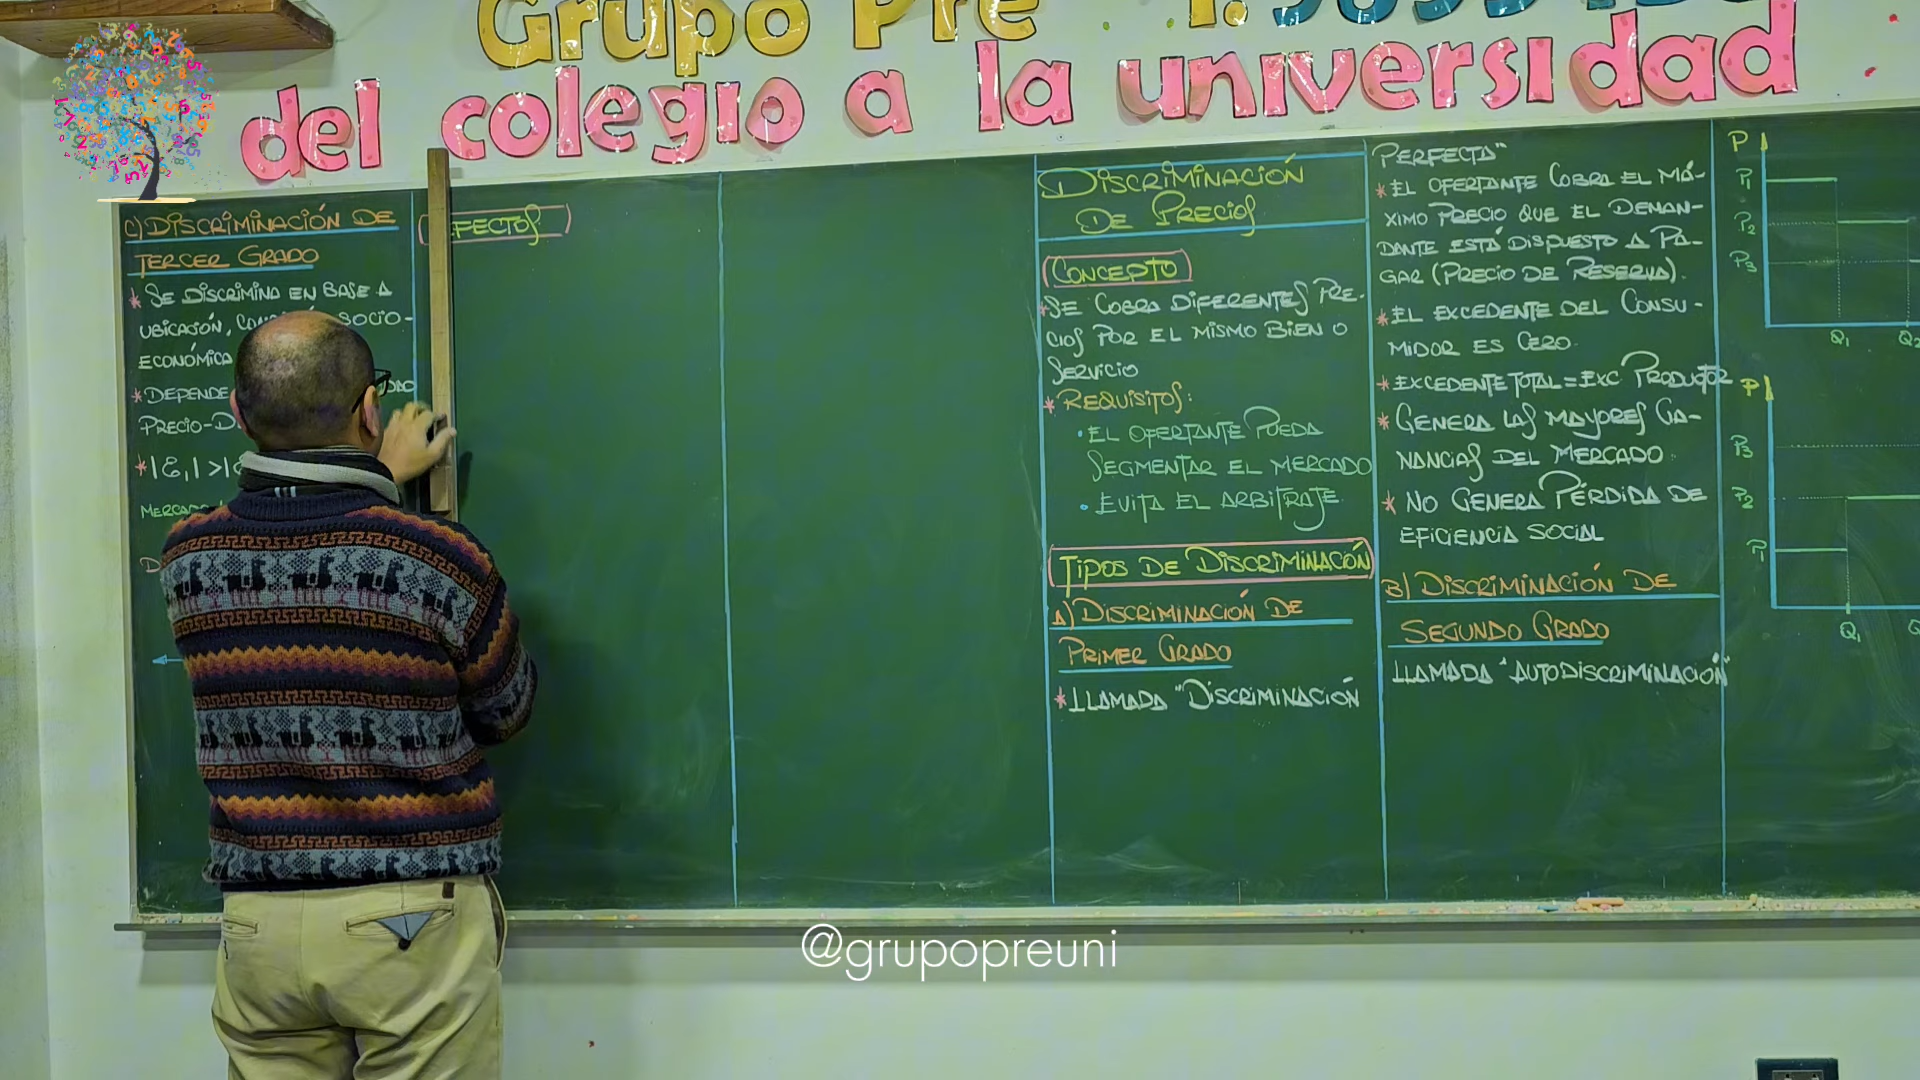 Grupo Pre
del colegio a la universidad
C) DISCRIMINACIÓN DE
TERCER GRADO
* SE DISCRIMINA EN BASE A
UBICACIÓN, SOCIO-
ECONÓMICA
* DEPENDE
PRECIO-D
* |ε₁| >|
MERCADO
(EFECTOS)
DISCRIMINACIÓN
DE PRECIOS
(CONCEPTO)
* SE COBRA DIFERENTES PRE-
CIOS POR EL MISMO BIEN O
SERVICIO
* REQUISITOS:
• EL OFERTANTE PUEDA
SEGMENTAR EL MERCADO
• EVITA EL ARBITRAJE
(TIPOS DE DISCRIMINACIÓN)
A) DISCRIMINACIÓN DE
PRIMER GRADO
* LLAMADA "DISCRIMINACIÓN
PERFECTA"
* EL OFERTANTE COBRA EL MÁ-
XIMO PRECIO QUE EL DEMAN-
DANTE ESTÁ DISPUESTO A PA-
GAR (PRECIO DE RESERVA).
* EL EXCEDENTE DEL CONSU-
MIDOR ES CERO.
* EXCEDENTE TOTAL = EXC PRODUCTOR
* GENERA LAS MAYORES GA-
NANCIAS DEL MERCADO.
* NO GENERA PÉRDIDA DE
EFICIENCIA SOCIAL
B) DISCRIMINACIÓN DE
SEGUNDO GRADO
LLAMADA "AUTODISCRIMINACIÓN"
P
P₁
P₂
P₃
Q₁ Q₂
P
P₃
P₂
P₁
Q₁
@grupopreuni